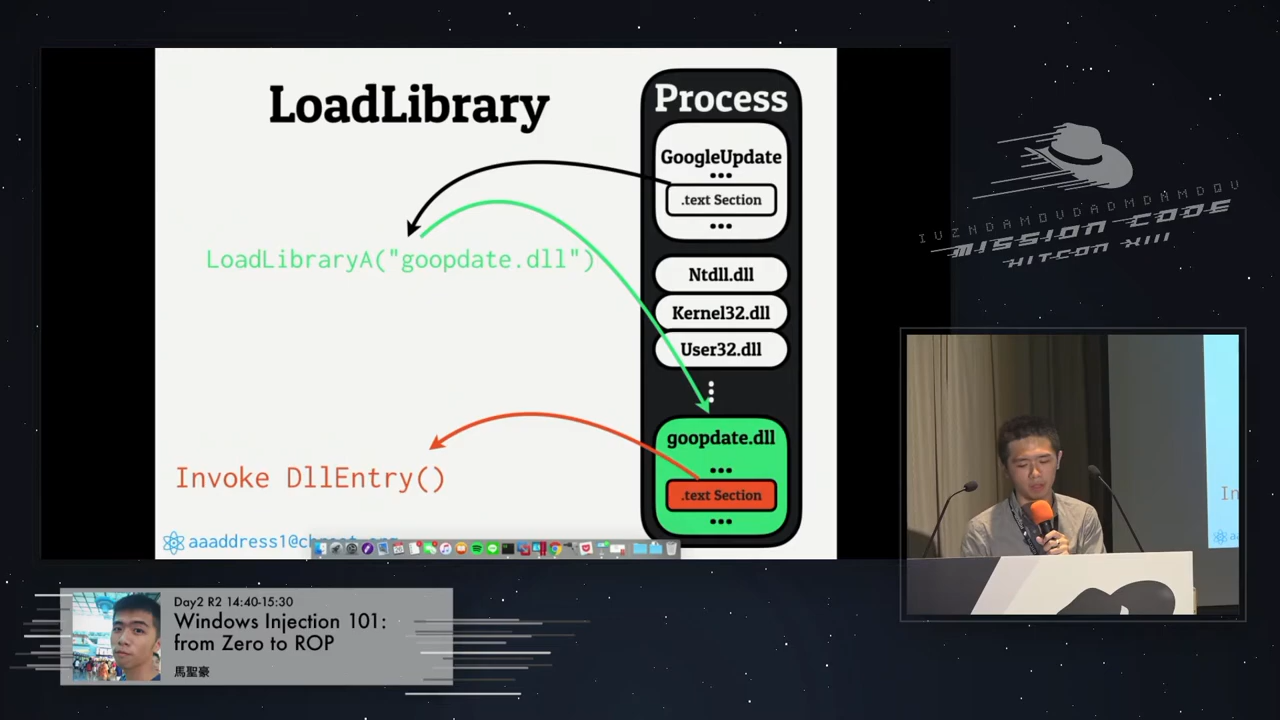 LoadLibrary
Process
GoogleUpdate
.text Section
LoadLibraryA("goopdate.dll")
Ntdll.dll
Kernel32.dll
User32.dll
goopdate.dll
.text Section
Invoke DllEntry()
IVZNDAMOVDADMDNMDQV
MISSION CODE
HITCON XIII
In
Day2 R2 14:40-15:30
Windows Injection 101:
from Zero to ROP
馬聖豪